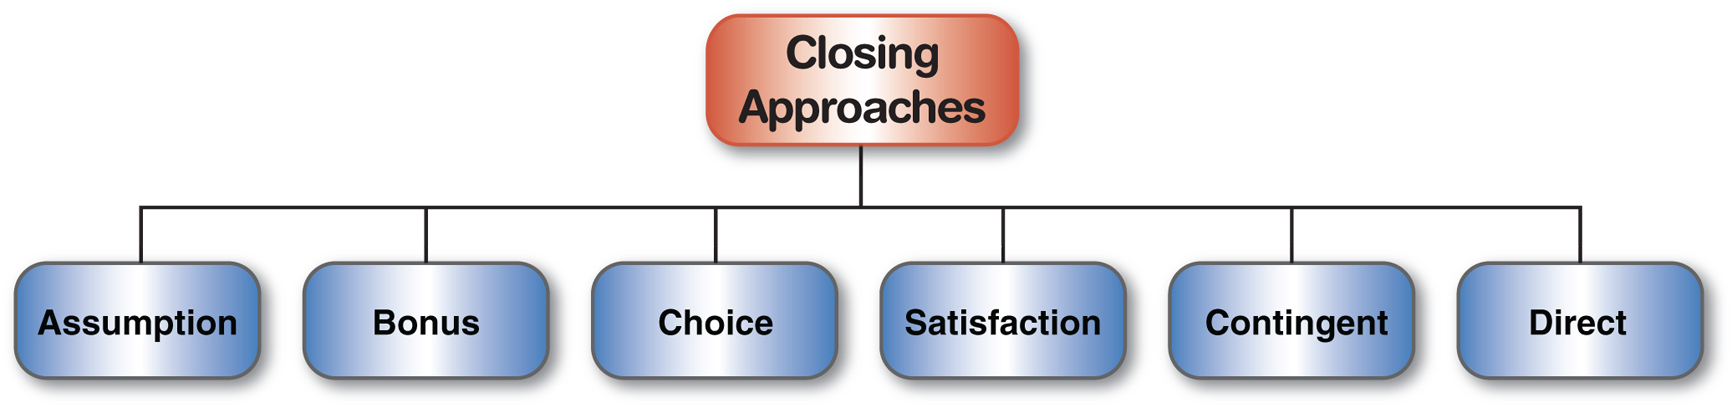 Closing
Approaches
Assumption
Bonus
Choice
Satisfaction
Contingent
Direct